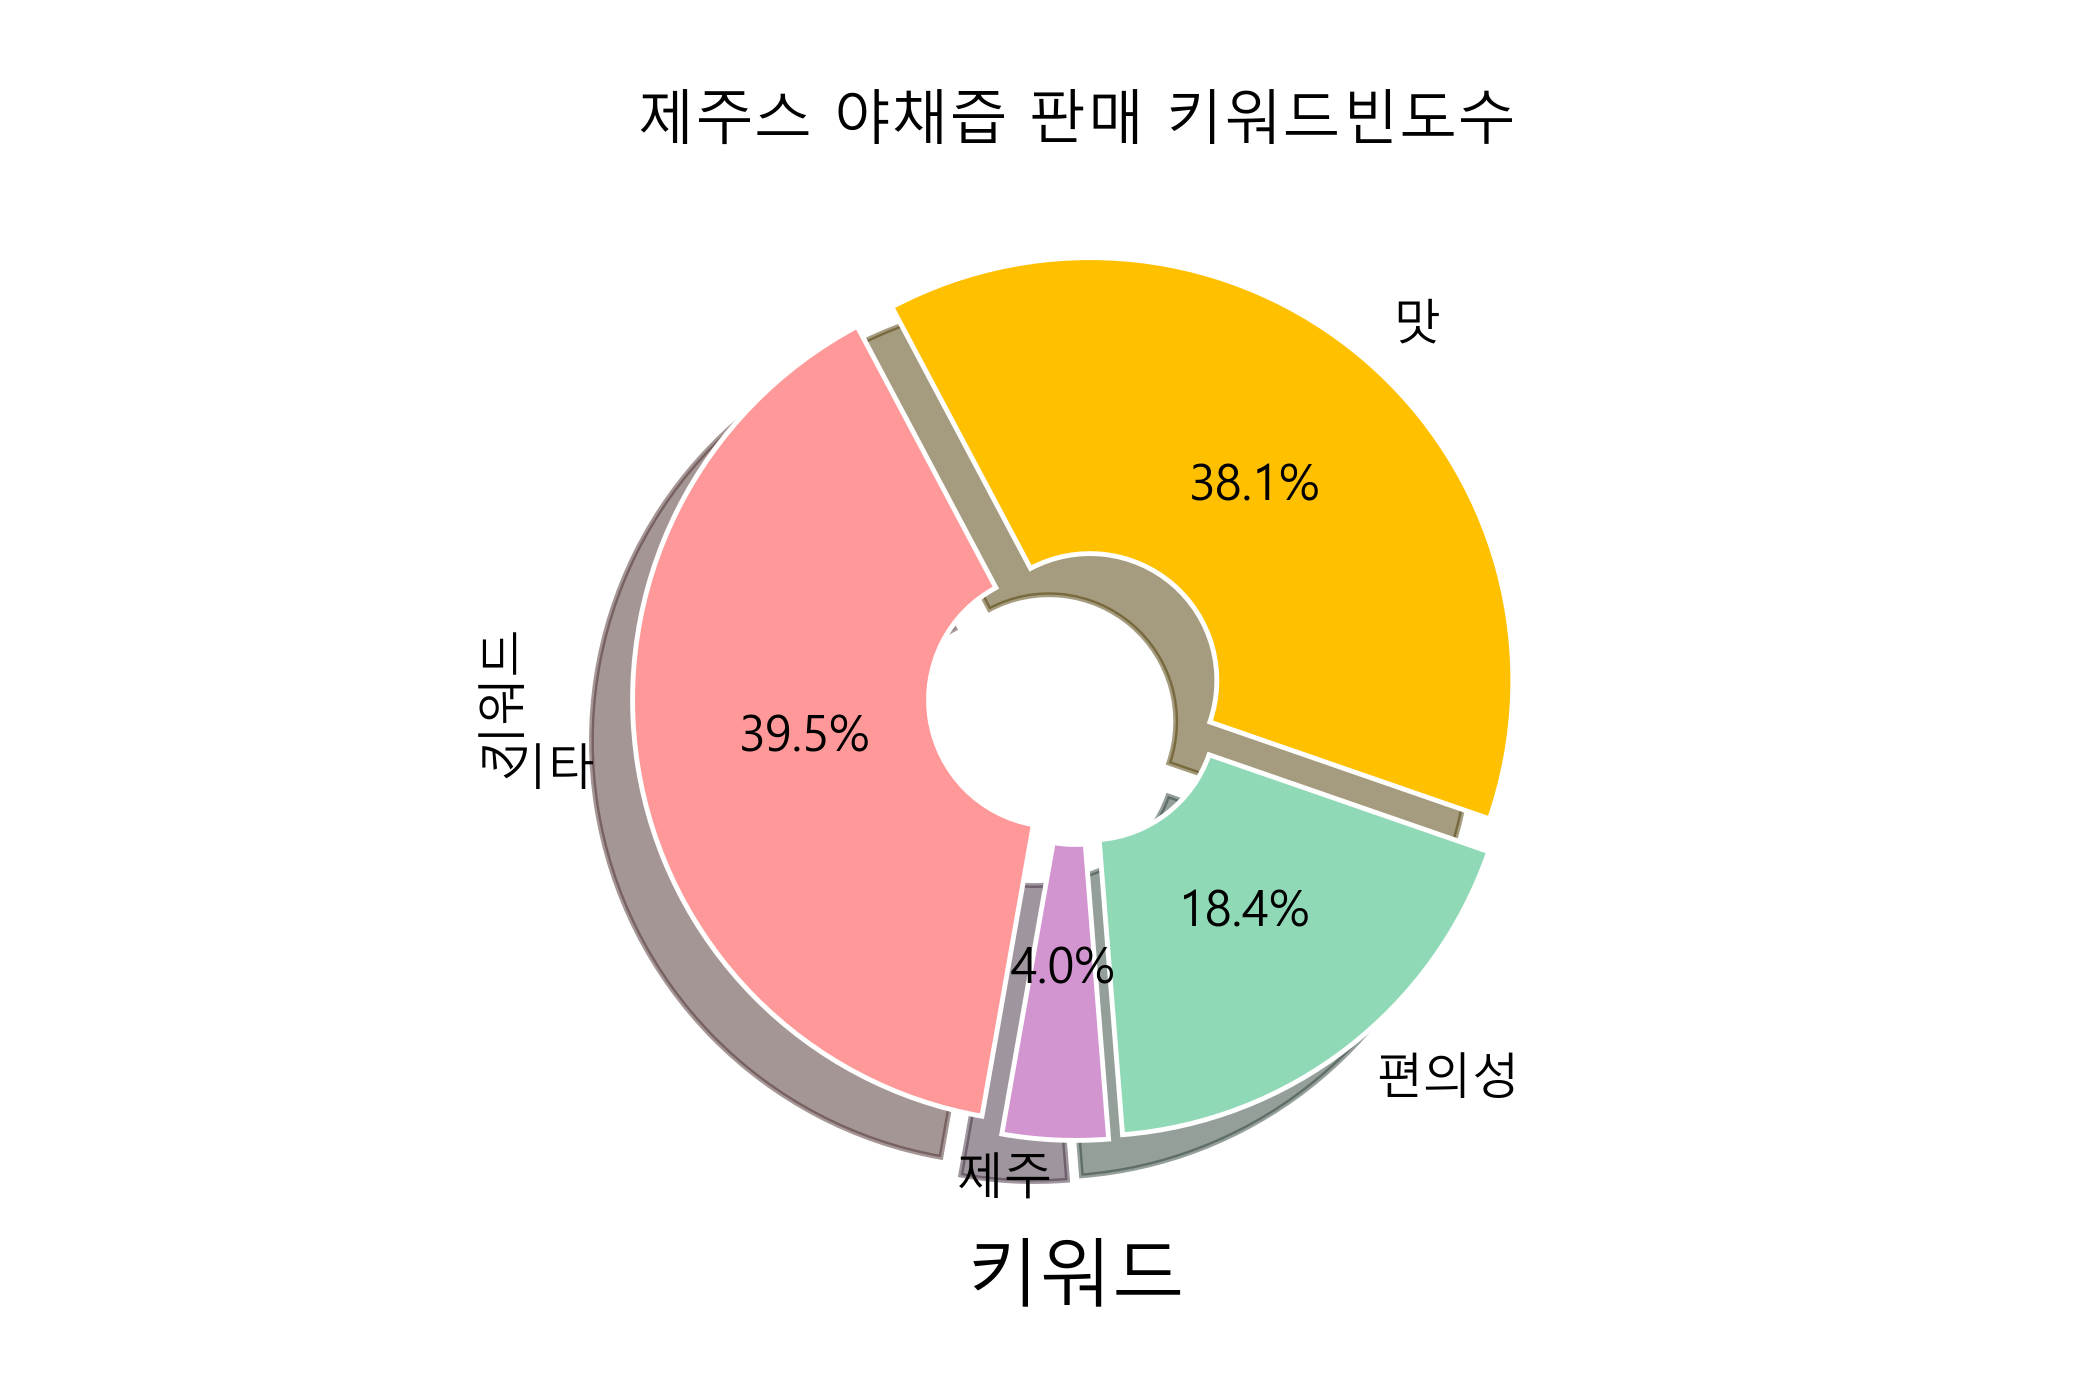 제주스 야채즙 판매 키워드빈도수
맛
38.1%
키워드
기타
39.5%
18.4%
4.0%
편의성
제주
키워드